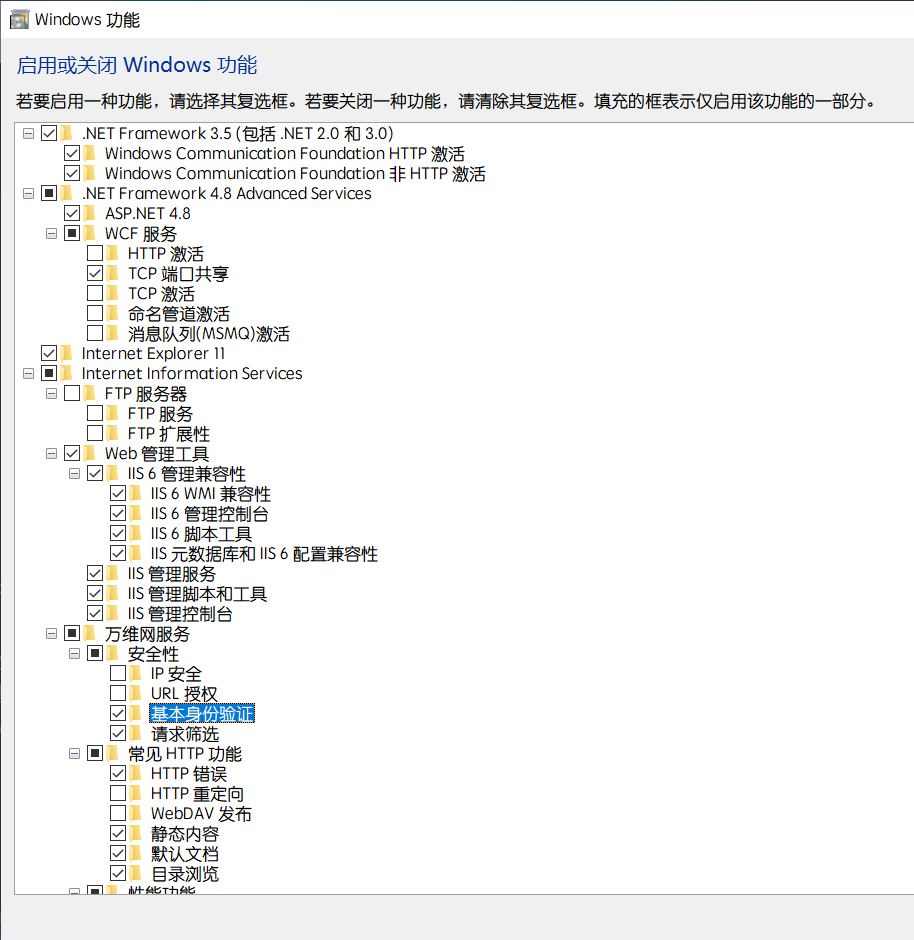 Windows 功能
启用或关闭 Windows 功能
若要启用一种功能，请选择其复选框。若要关闭一种功能，请清除其复选框。填充的框表示仅启用该功能的一部分。
.NET Framework 3.5 (包括 .NET 2.0 和 3.0)
Windows Communication Foundation HTTP 激活
Windows Communication Foundation 非 HTTP 激活
.NET Framework 4.8 Advanced Services
ASP.NET 4.8
WCF 服务
HTTP 激活
TCP 端口共享
TCP 激活
命名管道激活
消息队列(MSMQ)激活
Internet Explorer 11
Internet Information Services
FTP 服务器
FTP 服务
FTP 扩展性
Web 管理工具
IIS 6 管理兼容性
IIS 6 WMI 兼容性
IIS 6 管理控制台
IIS 6 脚本工具
IIS 元数据库和 IIS 6 配置兼容性
IIS 管理服务
IIS 管理脚本和工具
IIS 管理控制台
万维网服务
安全性
IP 安全
URL 授权
基本身份验证
请求筛选
常见 HTTP 功能
HTTP 错误
HTTP 重定向
WebDAV 发布
静态内容
默认文档
目录浏览
性能功能